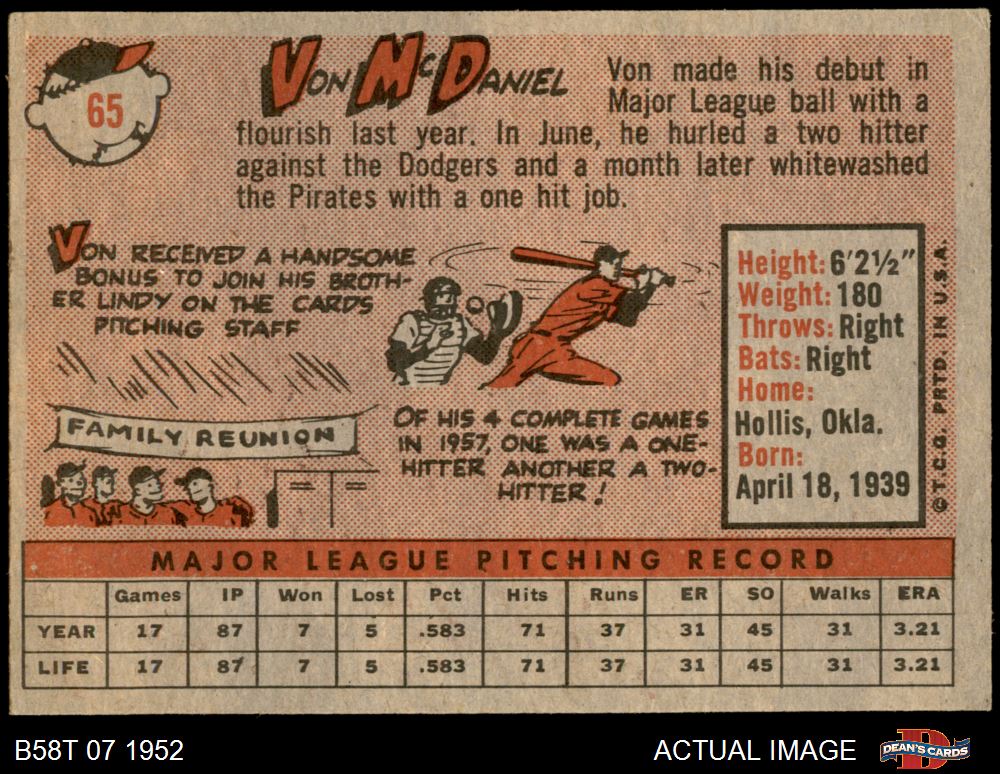 65
VON McDANIEL
Von made his debut in
Major League ball with a
flourish last year. In June, he hurled a two hitter
against the Dodgers and a month later whitewashed
the Pirates with a one hit job.
VON RECEIVED A HANDSOME
BONUS TO JOIN HIS BROTH-
ER LINDY ON THE CARDS
PITCHING STAFF
FAMILY REUNION
OF HIS 4 COMPLETE GAMES
IN 1957, ONE WAS A ONE-
HITTER ANOTHER A TWO-
HITTER!
Height: 6'2½"
Weight: 180
Throws: Right
Bats: Right
Home:
Hollis, Okla.
Born:
April 18, 1939
© T.C.G. PRTD. IN U.S.A.
MAJOR LEAGUE PITCHING RECORD
Games IP Won Lost Pct Hits Runs ER SO Walks ERA
YEAR 17 87 7 5 .583 71 37 31 45 31 3.21
LIFE 17 87 7 5 .583 71 37 31 45 31 3.21
B58T 07 1952 ACTUAL IMAGE DEAN'S CARDS